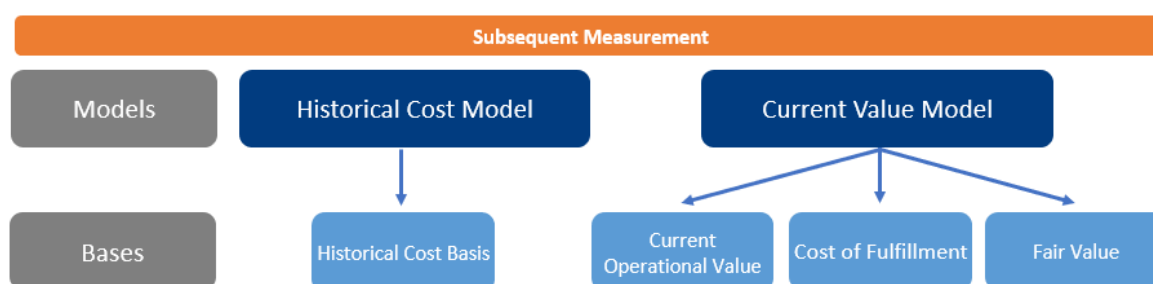 Subsequent Measurement
Models
Historical Cost Model
Current Value Model
Bases
Historical Cost Basis
Current
Operational Value
Cost of Fulfillment
Fair Value